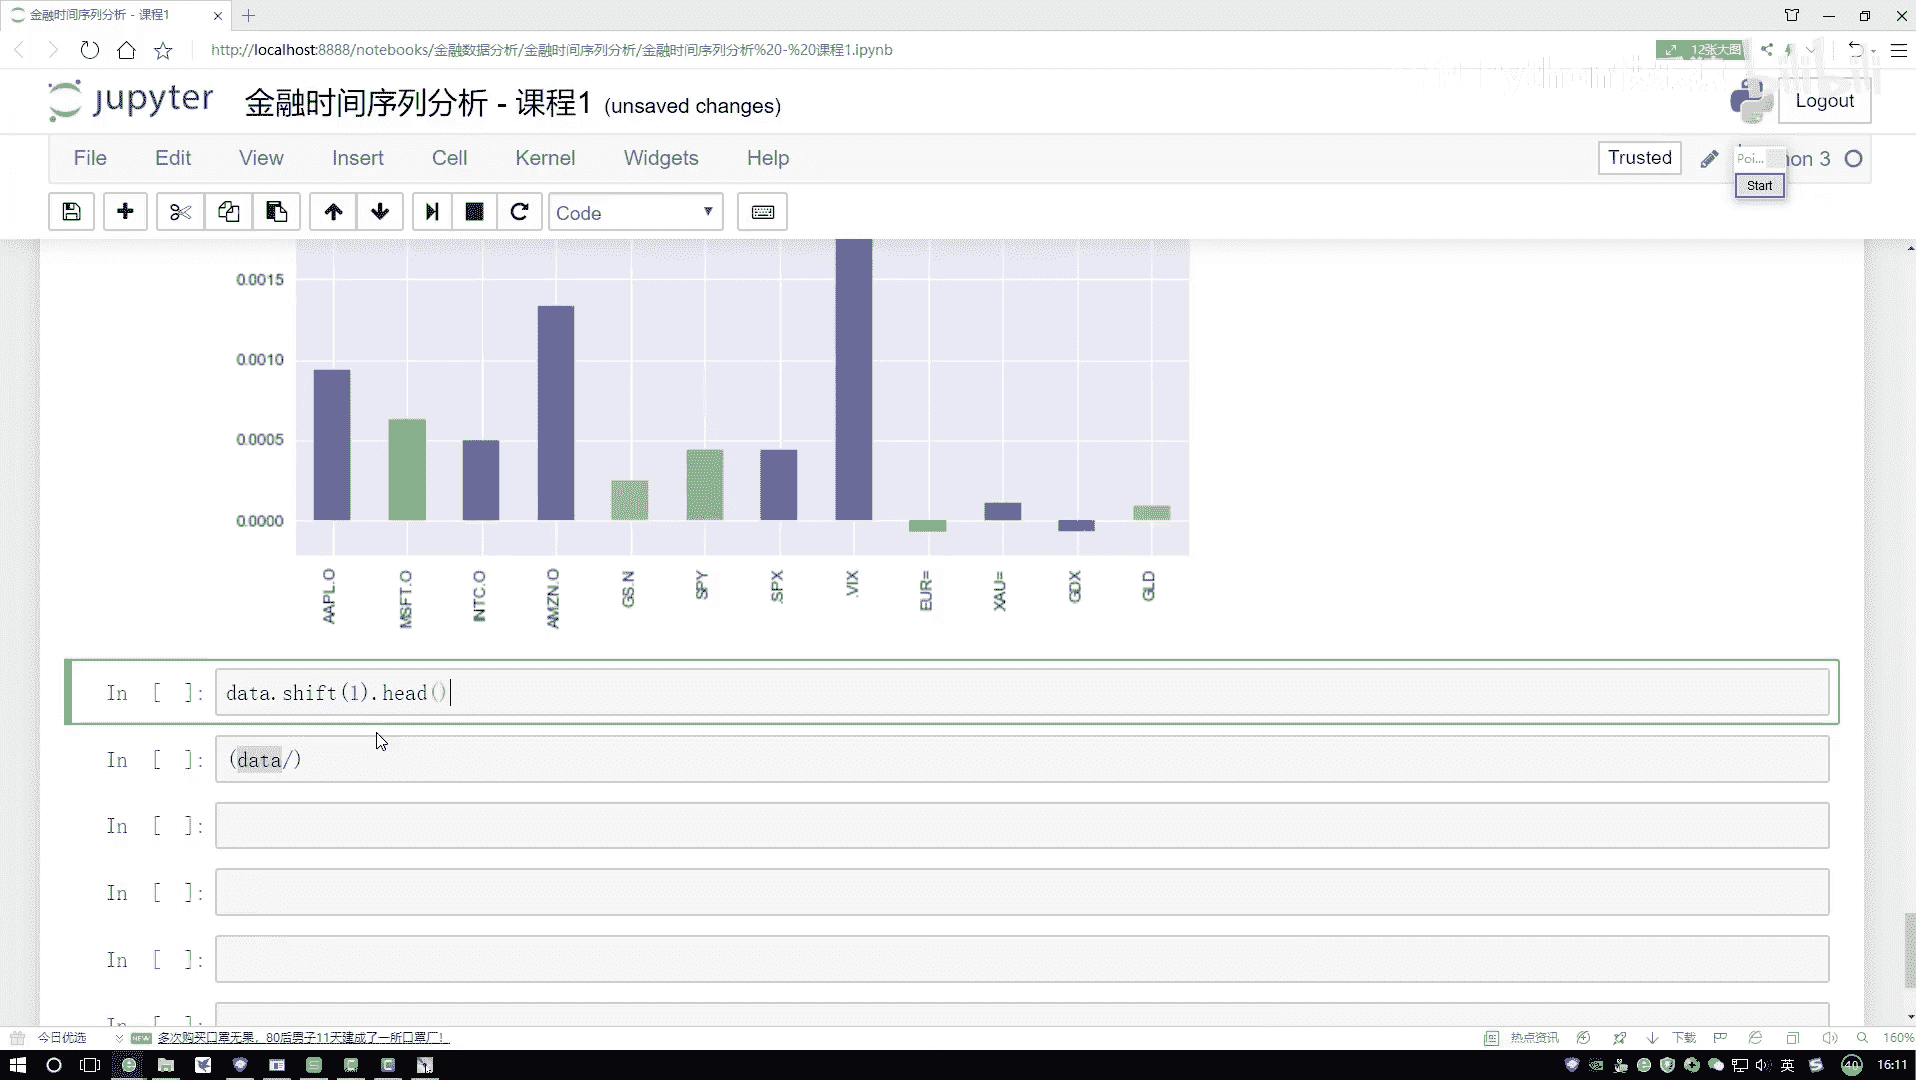 金融时间序列分析 - 课程1
http://localhost:8888/notebooks/金融数据分析/金融时间序列分析/金融时间序列分析%20-%20课程1.ipynb
12张大图
bilibili
jupyter 金融时间序列分析 - 课程1 (unsaved changes)
Logout
File Edit View Insert Cell Kernel Widgets Help
Trusted
Poi...
Start
Code
0.0015
0.0010
0.0005
0.0000
AAPL.O MSFT.O INTC.O AMZN.O GS.N SPY .SPX .VIX EUR= XAU= GDX GLD
In [ ]: data.shift(1).head()
In [ ]: (data/)
In [ ]:
In [ ]:
In [ ]:
In [ ]:
今日优选 NEW 多次购买口罩无果，80后男子11天建成了一所口罩厂！ 热点资讯 下载 160%
英 40 16:11